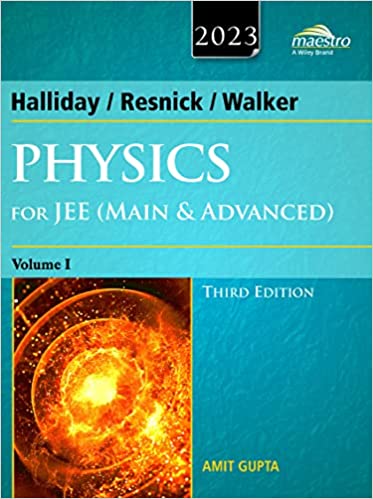 2023
maestro
A Wiley Brand
Halliday / Resnick / Walker
PHYSICS
FOR JEE (MAIN & ADVANCED)
Volume I
THIRD EDITION
AMIT GUPTA